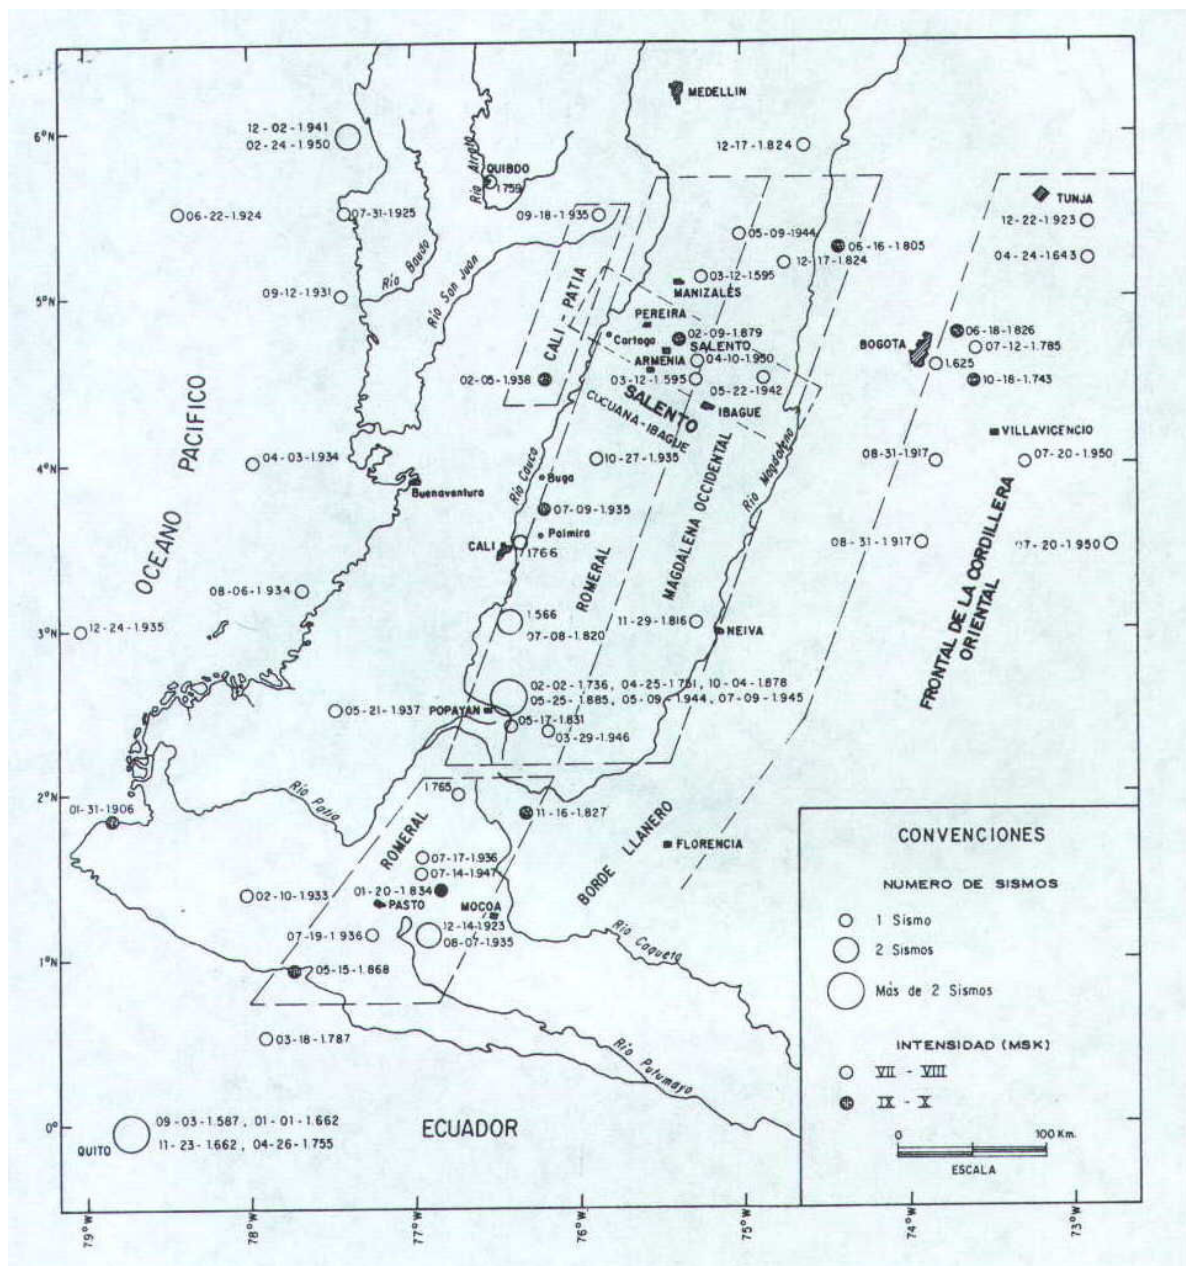 MEDELLIN
12-02-1.941
02-24-1.950
6°N
12-17-1.824
Río Atrato
QUIBDO
1759
TUNJA
06-22-1.924
07-31-1925
09-18-1.935
12-22-1.923
05-09-1944
06-16-1.805
Río Baudo
12-17-1.824
04-24-1.643
03-12-1.595
MANIZALES
09-12-1.931
5°N
Río San Juan
CALI - PATIA
PEREIRA
02-09-1.879
06-18-1.826
Cartago
SALENTO
BOGOTA
07-12-1.785
ARMENIA
04-10-1.950
1.625
02-05-1.938
03-12-1.595
10-18-1.743
05-22-1942
SALENTO
IBAGUE
CUCUANA-IBAGUE
OCEANO
PACIFICO
VILLAVICENCIO
04-03-1.934
10-27-1.935
08-31-1.917
07-20-1.950
4°N
Río Cauca
Buga
Buenaventura
Río Magdalena
07-09-1.935
MAGDALENA OCCIDENTAL
Palmira
CALI
1766
08-31-1.917
07-20-1.950
ROMERAL
FRONTAL DE LA CORDILLERA
ORIENTAL
08-06-1.934
1.566
07-08-1.820
11-29-1.816
NEIVA
3°N
12-24-1.935
02-02-1.736, 04-25-1.751, 10-04-1.878
05-25-1.885, 05-09-1.944, 07-09-1.945
05-21-1.937
POPAYAN
05-17-1.831
03-29-1.946
2°N
1.765
Río Patia
01-31-1906
11-16-1.827
CONVENCIONES
BORDE LLANERO
FLORENCIA
ROMERAL
07-17-1.936
07-14-1.947
NUMERO DE SISMOS
02-10-1.933
01-20-1.834
PASTO
MOCOA
1 Sismo
12-14-1.923
07-19-1.936
08-07-1.935
Río Caqueta
2 Sismos
1°N
05-15-1.868
Más de 2 Sismos
03-18-1.787
INTENSIDAD (MSK)
Río Putumayo
VII - VIII
IX - X
09-03-1.587, 01-01-1.662
0°N
ECUADOR
0
100 Km.
QUITO
11-23-1.662, 04-26-1.755
ESCALA
79°W
78°W
77°W
76°W
75°W
74°W
73°W